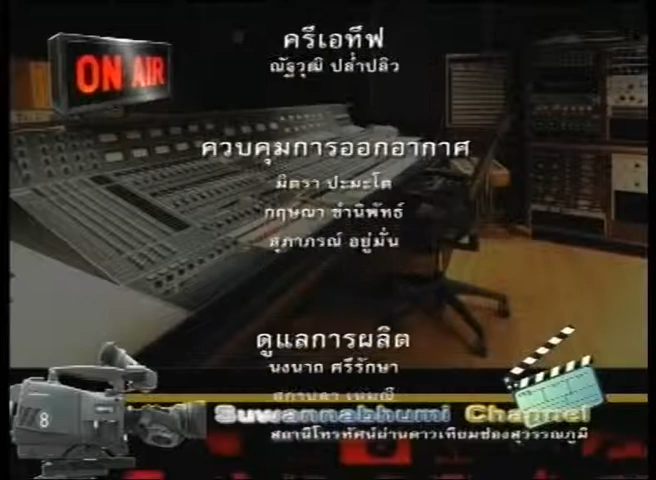 ON AIR
ครีเอทีฟ
ณัฐวุฒิ ปล่ำปลิว
ควบคุมการออกอากาศ
มิตรา ปะมะโต
กฤษณา ชำนิพัทธ์
สุภาภรณ์ อยู่มั่น
ดูแลการผลิต
นงนาถ ศรีรักษา
8
Suwannabhumi Channel
สถานีโทรทัศน์ผ่านดาวเทียมช่องสุวรรณภูมิ